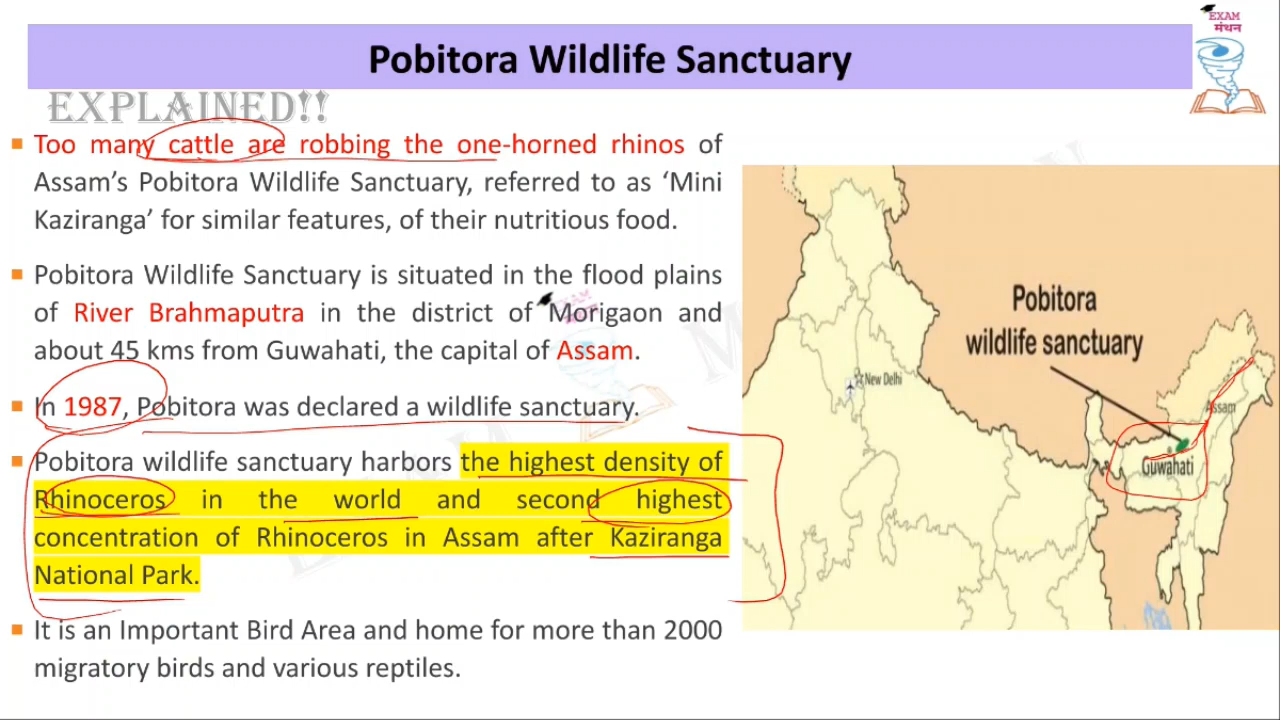 Pobitora Wildlife Sanctuary
EXAM
मंथन
EXPLAINED!!
Too many cattle are robbing the one-horned rhinos of
Assam's Pobitora Wildlife Sanctuary, referred to as 'Mini
Kaziranga' for similar features, of their nutritious food.
Pobitora Wildlife Sanctuary is situated in the flood plains
of River Brahmaputra in the district of Morigaon and
about 45 kms from Guwahati, the capital of Assam.
In 1987, Pobitora was declared a wildlife sanctuary.
Pobitora wildlife sanctuary harbors the highest density of
Rhinoceros in the world and second highest
concentration of Rhinoceros in Assam after Kaziranga
National Park.
It is an Important Bird Area and home for more than 2000
migratory birds and various reptiles.
Pobitora
wildlife sanctuary
New Delhi
Assam
Guwahati